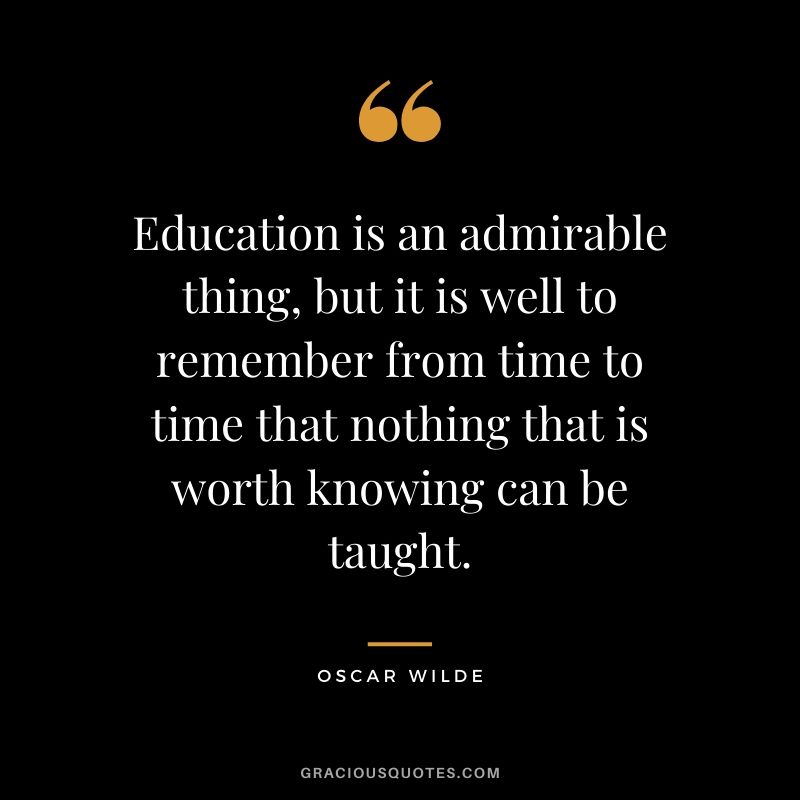 “
Education is an admirable
thing, but it is well to
remember from time to
time that nothing that is
worth knowing can be
taught.
OSCAR WILDE
GRACIOUSQUOTES.COM